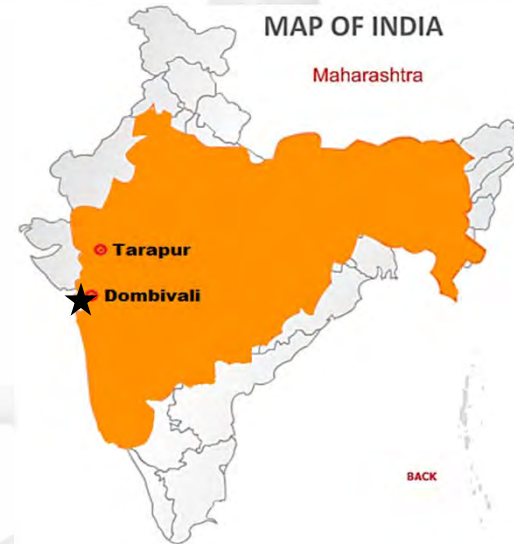 MAP OF INDIA
Maharashtra
Tarapur
Dombivali
BACK